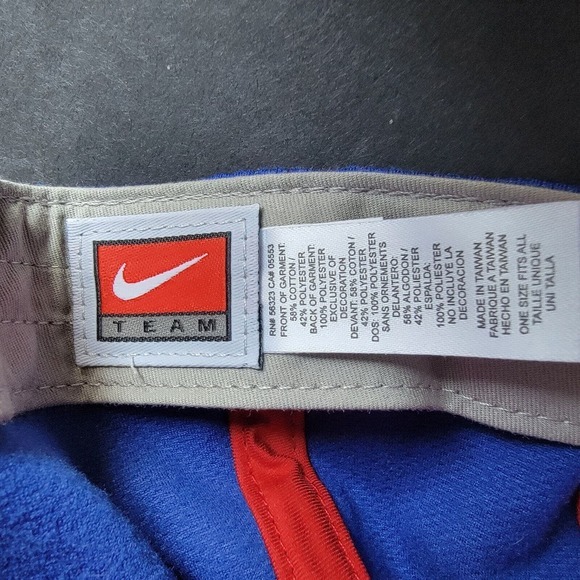 TEAM
RN# 56323 CA# 05553
FRONT OF GARMENT:
58% COTTON /
42% POLYESTER
BACK OF GARMENT:
100% POLYESTER
EXCLUSIVE OF
DECORATION
DEVANT: 58% COTON /
42% POLYESTER
DOS: 100% POLYESTER
SANS ORNEMENTS
DELANTERO:
58% ALGODON /
42% POLIESTER
ESPALDA:
100% POLIESTER
NO INCLUYE LA
DECORACION
MADE IN TAIWAN
FABRIQUE A TAIWAN
HECHO EN TAIWAN
ONE SIZE FITS ALL
TAILLE UNIQUE
UNI TALLA